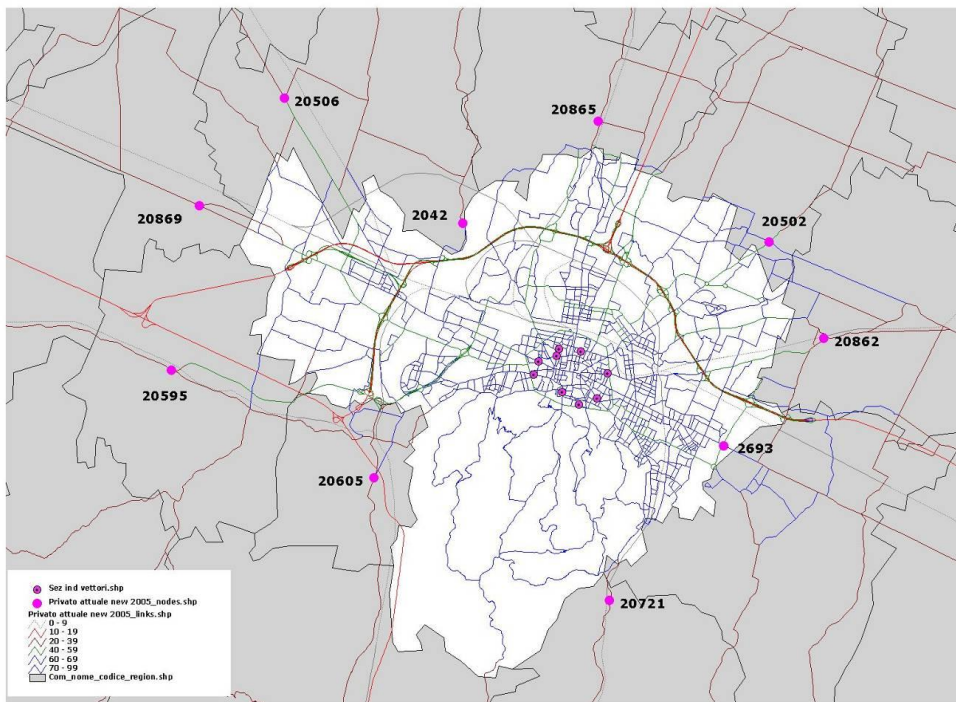 20506
20865
20869
2042
20502
20862
20595
2693
20605
20721
Sez ind vettori.shp
Privato attuale new 2005_nodes.shp
Privato attuale new 2005_links.shp
0 - 9
10 - 19
20 - 39
40 - 59
60 - 69
70 - 99
Com_nome_codice_region.shp